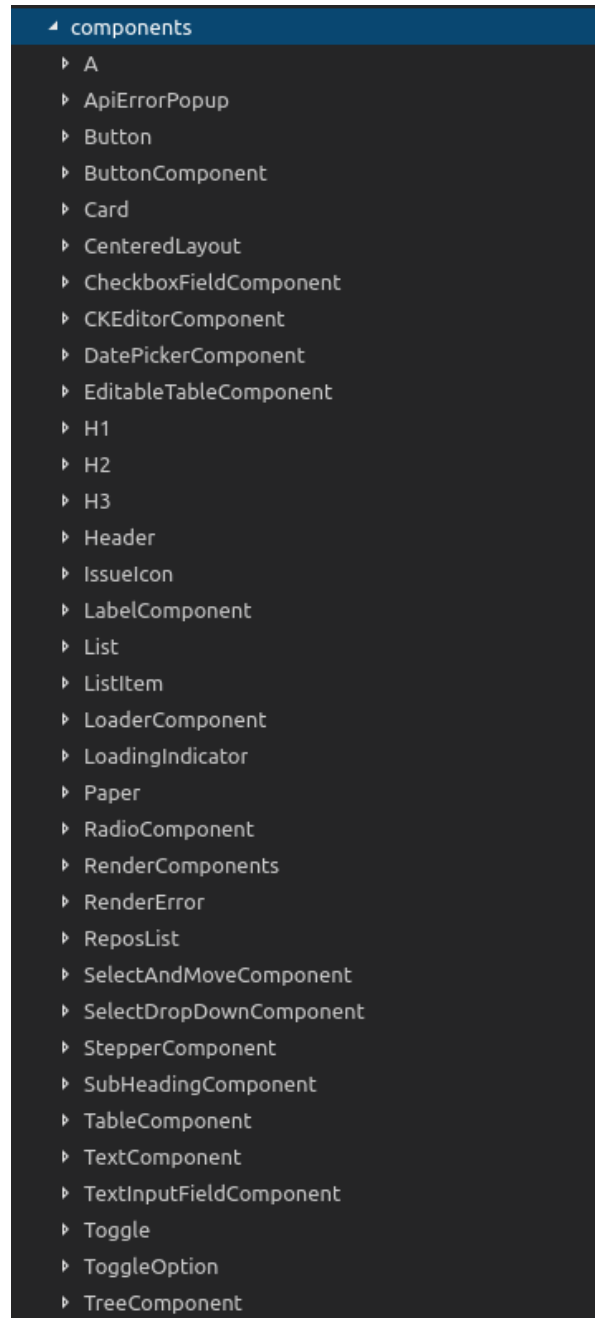 components
A
ApiErrorPopup
Button
ButtonComponent
Card
CenteredLayout
CheckboxFieldComponent
CKEditorComponent
DatePickerComponent
EditableTableComponent
H1
H2
H3
Header
IssueIcon
LabelComponent
List
ListItem
LoaderComponent
LoadingIndicator
Paper
RadioComponent
RenderComponents
RenderError
ReposList
SelectAndMoveComponent
SelectDropDownComponent
StepperComponent
SubHeadingComponent
TableComponent
TextComponent
TextInputFieldComponent
Toggle
ToggleOption
TreeComponent